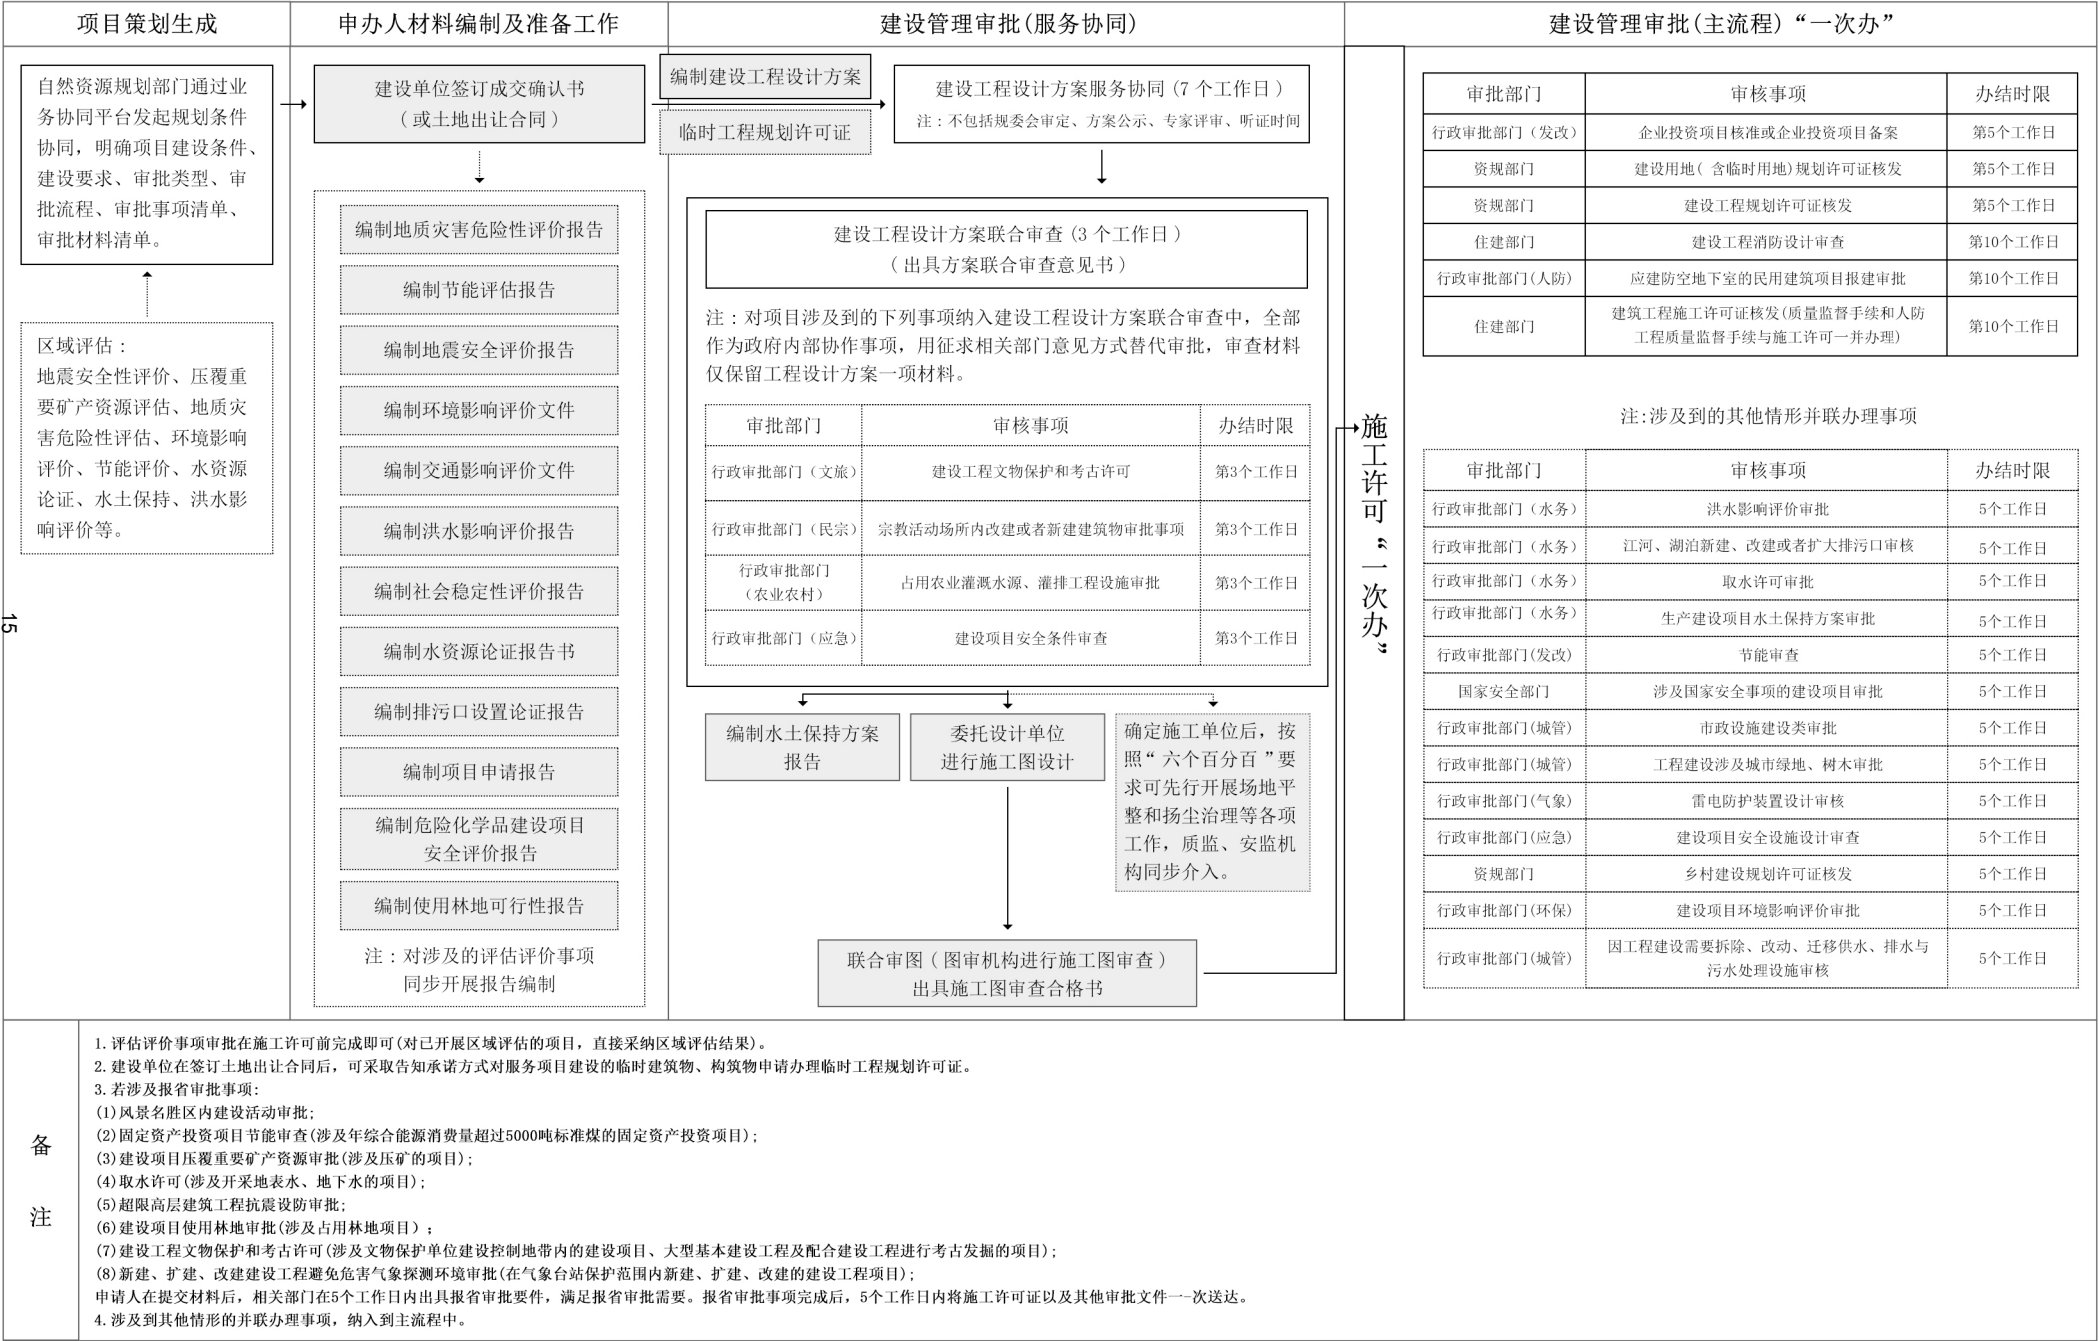 项目策划生成
申办人材料编制及准备工作
建设管理审批(服务协同)
建设管理审批(主流程)“一次办”
自然资源规划部门通过业
务协同平台发起规划条件
协同，明确项目建设条件、
建设要求、审批类型、审
批流程、审批事项清单、
审批材料清单。
区域评估：
地震安全性评价、压覆重
要矿产资源评估、地质灾
害危险性评估、环境影响
评价、节能评价、水资源
论证、水土保持、洪水影
响评价等。
15
建设单位签订成交确认书
(或土地出让合同)
编制地质灾害危险性评价报告
编制节能评估报告
编制地震安全评价报告
编制环境影响评价文件
编制交通影响评价文件
编制洪水影响评价报告
编制社会稳定性评价报告
编制水资源论证报告书
编制排污口设置论证报告
编制项目申请报告
编制危险化学品建设项目
安全评价报告
编制使用林地可行性报告
注：对涉及的评估评价事项
同步开展报告编制
编制建设工程设计方案
临时工程规划许可证
建设工程设计方案服务协同(7个工作日)
注：不包括规委会审定、方案公示、专家评审、听证时间
建设工程设计方案联合审查(3个工作日)
(出具方案联合审查意见书)
注：对项目涉及到的下列事项纳入建设工程设计方案联合审查中，全部
作为政府内部协作事项，用征求相关部门意见方式替代审批，审查材料
仅保留工程设计方案一项材料。
审批部门 审核事项 办结时限
行政审批部门（文旅） 建设工程文物保护和考古许可 第3个工作日
行政审批部门（民宗） 宗教活动场所内改建或者新建建筑物审批事项 第3个工作日
行政审批部门
（农业农村） 占用农业灌溉水源、灌排工程设施审批 第3个工作日
行政审批部门（应急） 建设项目安全条件审查 第3个工作日
编制水土保持方案
报告
委托设计单位
进行施工图设计
确定施工单位后，按
照“六个百分百”要
求可先行开展场地平
整和扬尘治理等各项
工作，质监、安监机
构同步介入。
联合审图(图审机构进行施工图审查)
出具施工图审查合格书
施工许可“一次办”
审批部门 审核事项 办结时限
行政审批部门（发改） 企业投资项目核准或企业投资项目备案 第5个工作日
资规部门 建设用地( 含临时用地)规划许可证核发 第5个工作日
资规部门 建设工程规划许可证核发 第5个工作日
住建部门 建设工程消防设计审查 第10个工作日
行政审批部门(人防) 应建防空地下室的民用建筑项目报建审批 第10个工作日
住建部门 建筑工程施工许可证核发(质量监督手续和人防
工程质量监督手续与施工许可一并办理) 第10个工作日
注:涉及到的其他情形并联办理事项
审批部门 审核事项 办结时限
行政审批部门（水务） 洪水影响评价审批 5个工作日
行政审批部门（水务） 江河、湖泊新建、改建或者扩大排污口审核 5个工作日
行政审批部门（水务） 取水许可审批 5个工作日
行政审批部门（水务） 生产建设项目水土保持方案审批 5个工作日
行政审批部门(发改) 节能审查 5个工作日
国家安全部门 涉及国家安全事项的建设项目审批 5个工作日
行政审批部门(城管) 市政设施建设类审批 5个工作日
行政审批部门(城管) 工程建设涉及城市绿地、树木审批 5个工作日
行政审批部门(气象) 雷电防护装置设计审核 5个工作日
行政审批部门(应急) 建设项目安全设施设计审查 5个工作日
资规部门 乡村建设规划许可证核发 5个工作日
行政审批部门(环保) 建设项目环境影响评价审批 5个工作日
行政审批部门(城管) 因工程建设需要拆除、改动、迁移供水、排水与
污水处理设施审核 5个工作日
备注
1.评估评价事项审批在施工许可前完成即可(对已开展区域评估的项目，直接采纳区域评估结果)。
2.建设单位在签订土地出让合同后，可采取告知承诺方式对服务项目建设的临时建筑物、构筑物申请办理临时工程规划许可证。
3.若涉及报省审批事项:
(1)风景名胜区内建设活动审批;
(2)固定资产投资项目节能审查(涉及年综合能源消费量超过5000吨标准煤的固定资产投资项目);
(3)建设项目压覆重要矿产资源审批(涉及压矿的项目);
(4)取水许可(涉及开采地表水、地下水的项目);
(5)超限高层建筑工程抗震设防审批;
(6)建设项目使用林地审批(涉及占用林地项目）;
(7)建设工程文物保护和考古许可(涉及文物保护单位建设控制地带内的建设项目、大型基本建设工程及配合建设工程进行考古发掘的项目);
(8)新建、扩建、改建建设工程避免危害气象探测环境审批(在气象台站保护范围内新建、扩建、改建的建设工程项目);
申请人在提交材料后，相关部门在5个工作日内出具报省审批要件，满足报省审批需要。报省审批事项完成后，5个工作日内将施工许可证以及其他审批文件一-次送达。
4.涉及到其他情形的并联办理事项，纳入到主流程中。